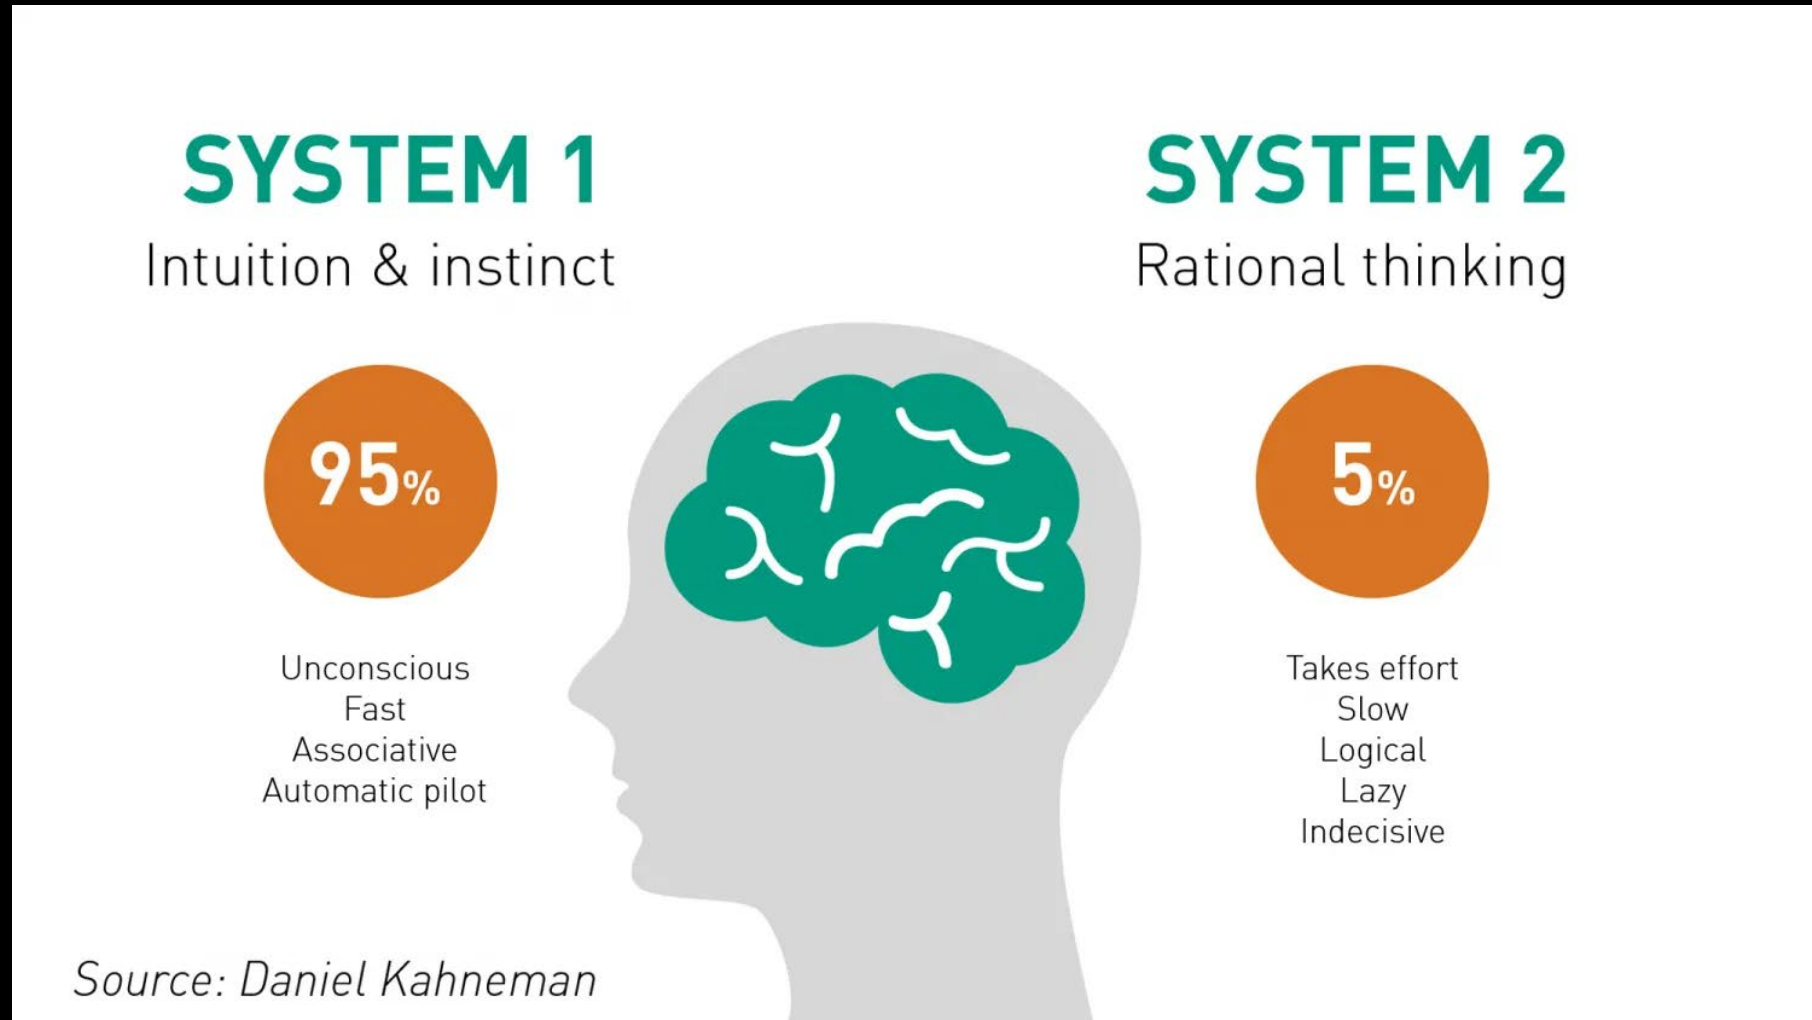 SYSTEM 1
Intuition & instinct
95%
Unconscious
Fast
Associative
Automatic pilot
SYSTEM 2
Rational thinking
5%
Takes effort
Slow
Logical
Lazy
Indecisive
Source: Daniel Kahneman